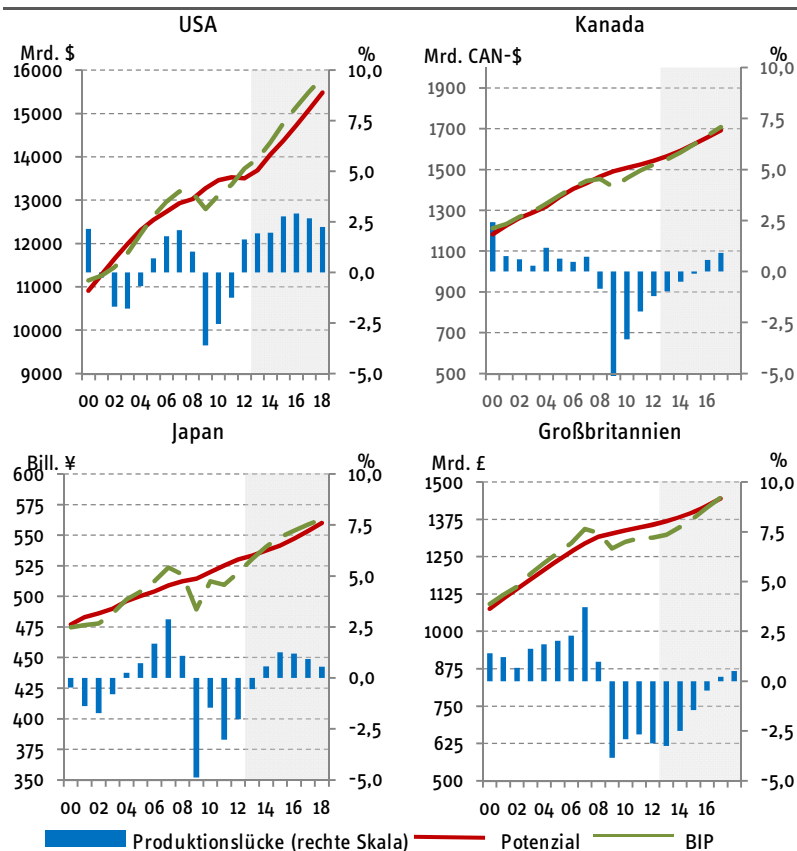 USA
Mrd. $ %
16000 10,0
15000 7,5
14000 5,0
13000
12000 2,5
11000 0,0
10000 -2,5
9000 -5,0
00 02 04 06 08 10 12 14 16 18
Kanada
Mrd. CAN-$ %
1900 10,0
1700 7,5
1500 5,0
1300 2,5
1100
900 0,0
700 -2,5
500 -5,0
00 02 04 06 08 10 12 14 16
Japan
Bill. ¥ %
600 10,0
575
550 7,5
525 5,0
500
475 2,5
450 0,0
425
400 -2,5
375
350 -5,0
00 02 04 06 08 10 12 14 16 18
Großbritannien
Mrd. £ %
1500 10,0
1375 7,5
1250 5,0
1125
1000 2,5
875 0,0
750
625 -2,5
500 -5,0
00 02 04 06 08 10 12 14 16
Produktionslücke (rechte Skala) Potenzial BIP